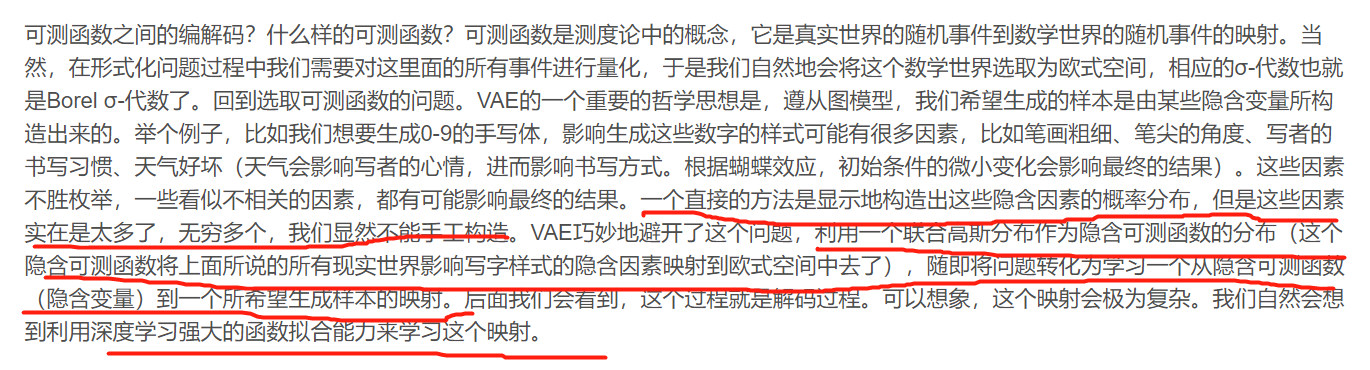 可测函数之间的编解码？什么样的可测函数？可测函数是测度论中的概念，它是真实世界的随机事件到数学世界的随机事件的映射。当
然，在形式化问题过程中我们需要对这里面的所有事件进行量化，于是我们自然地会将这个数学世界选取为欧式空间，相应的σ-代数也就
是Borel σ-代数了。回到选取可测函数的问题。VAE的一个重要的哲学思想是，遵从图模型，我们希望生成的样本是由某些隐含变量所构
造出来的。举个例子，比如我们想要生成0-9的手写体，影响生成这些数字的样式可能有很多因素，比如笔画粗细、笔尖的角度、写者的
书写习惯、天气好坏（天气会影响写者的心情，进而影响书写方式。根据蝴蝶效应，初始条件的微小变化会影响最终的结果）。这些因素
不胜枚举，一些看似不相关的因素，都有可能影响最终的结果。一个直接的方法是显示地构造出这些隐含因素的概率分布，但是这些因素
实在是太多了，无穷多个，我们显然不能手工构造。VAE巧妙地避开了这个问题，利用一个联合高斯分布作为隐含可测函数的分布（这个
隐含可测函数将上面所说的所有现实世界影响写字样式的隐含因素映射到欧式空间中去了），随即将问题转化为学习一个从隐含可测函数
（隐含变量）到一个所希望生成样本的映射。后面我们会看到，这个过程就是解码过程。可以想象，这个映射会极为复杂。我们自然会想
到利用深度学习强大的函数拟合能力来学习这个映射。